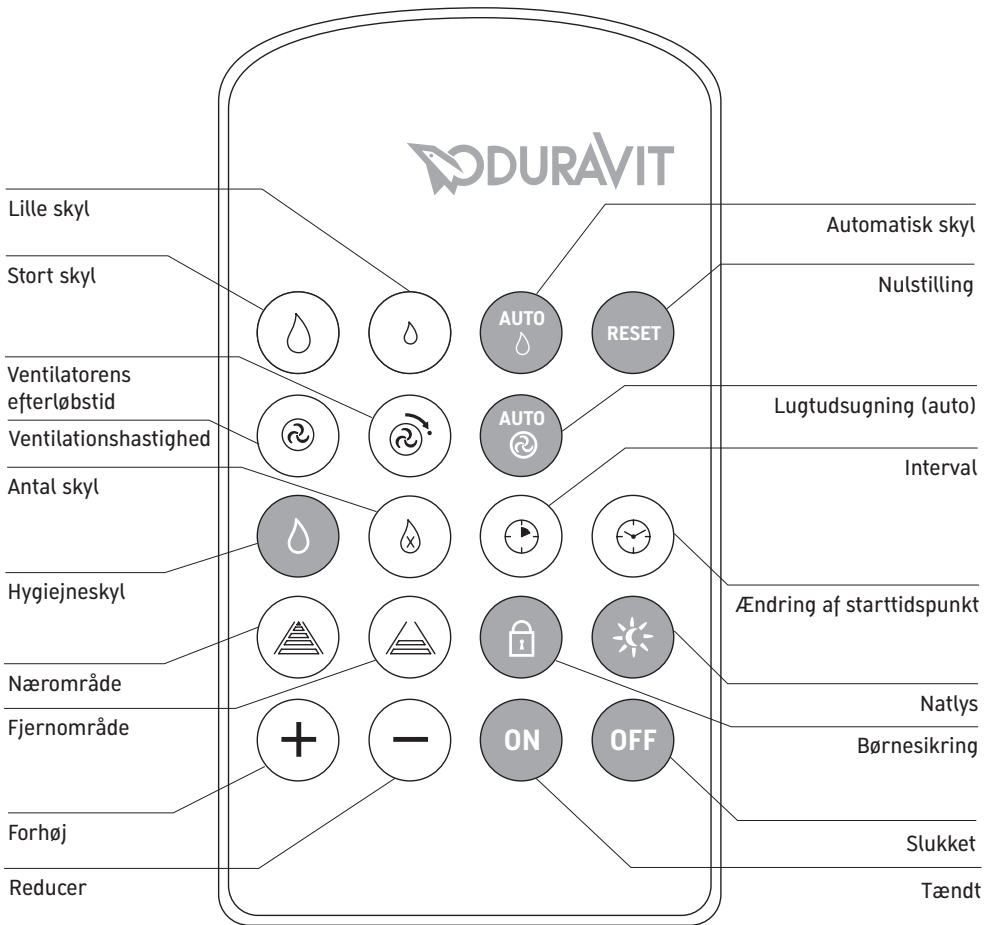 DURAVIT
Lille skyl
Automatisk skyl
Stort skyl
Nulstilling
AUTO
RESET
Ventilatorens
efterløbstid
Lugtudsugning (auto)
AUTO
Ventilationshastighed
Interval
Antal skyl
X
Hygiejneskyl
Ændring af starttidspunkt
Nærområde
Natlys
Fjernområde
Børnesikring
+
−
ON
OFF
Forhøj
Slukket
Reducer
Tændt